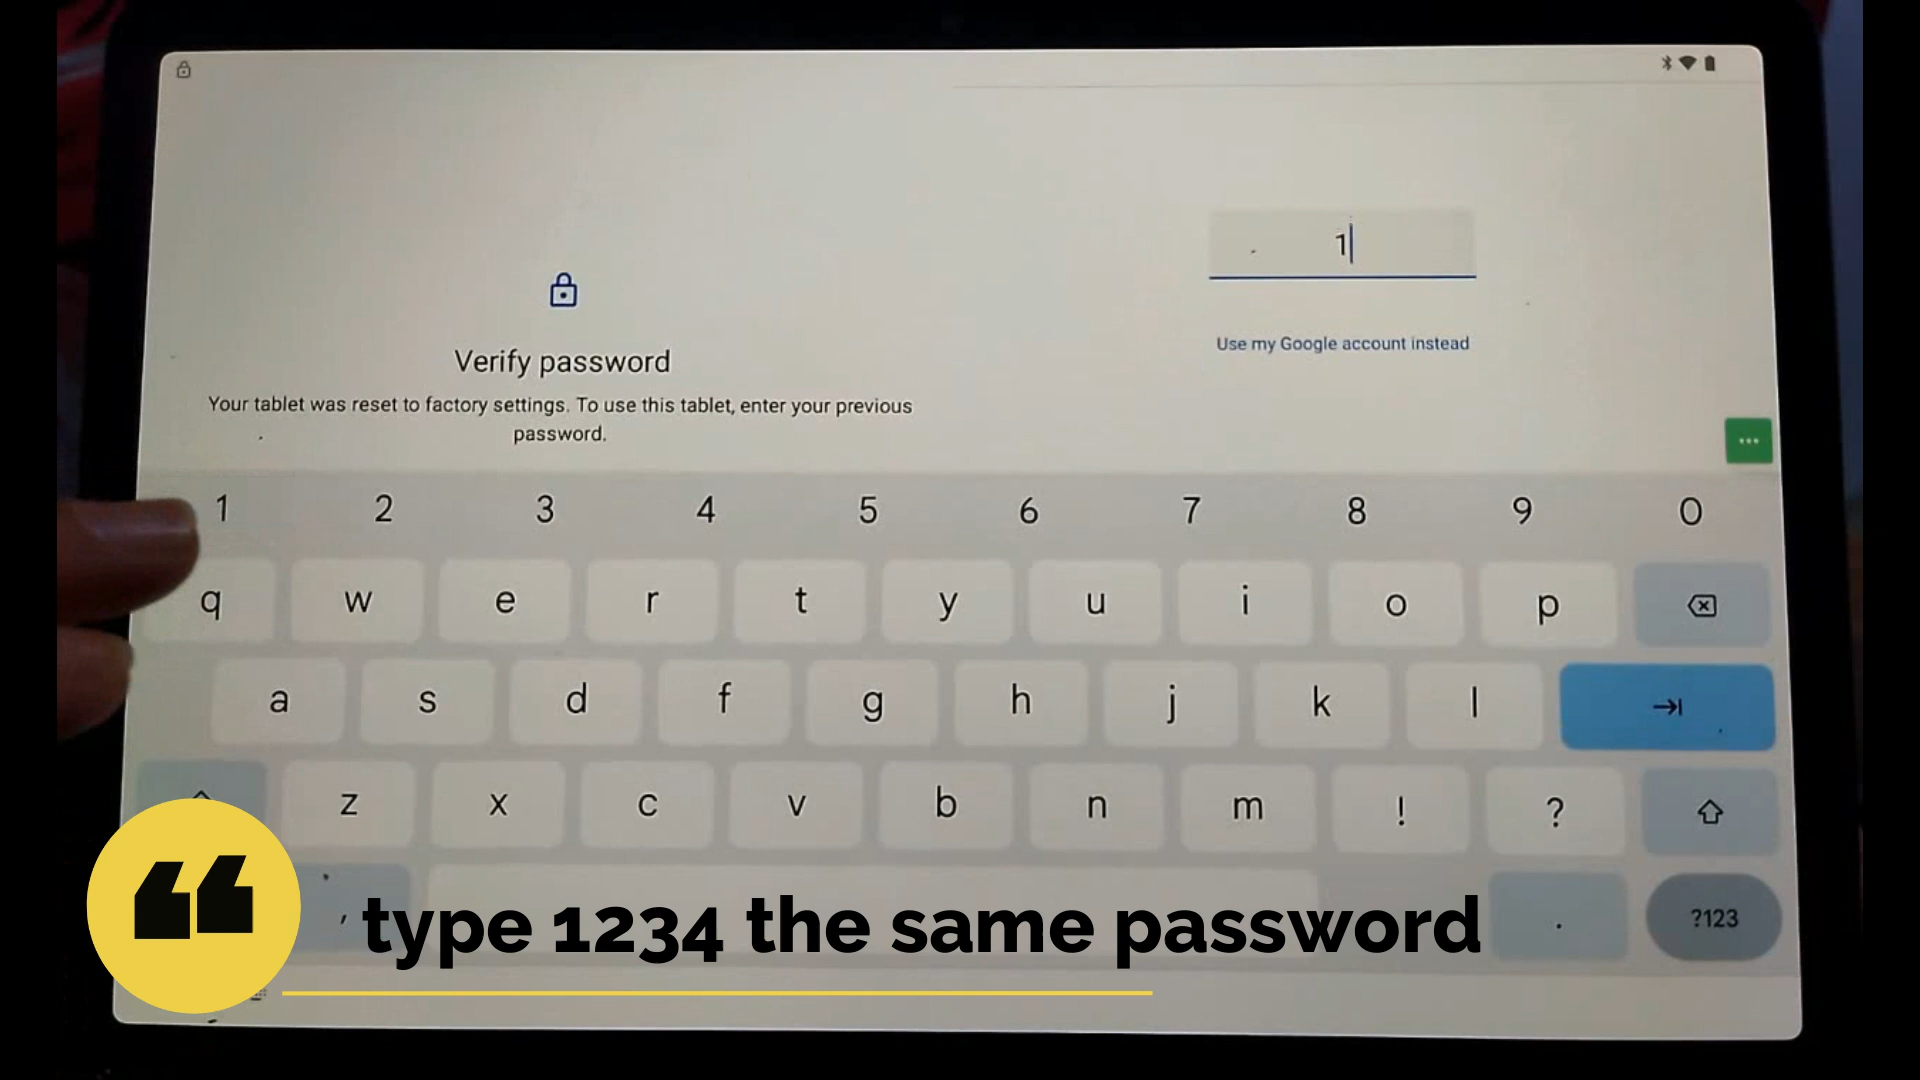 1
Use my Google account instead
Verify password
Your tablet was reset to factory settings. To use this tablet, enter your previous
password.
1 2 3 4 5 6 7 8 9 0
q w e r t y u i o p
a s d f g h j k l
z x c v b n m ! ?
, . ?123
type 1234 the same password